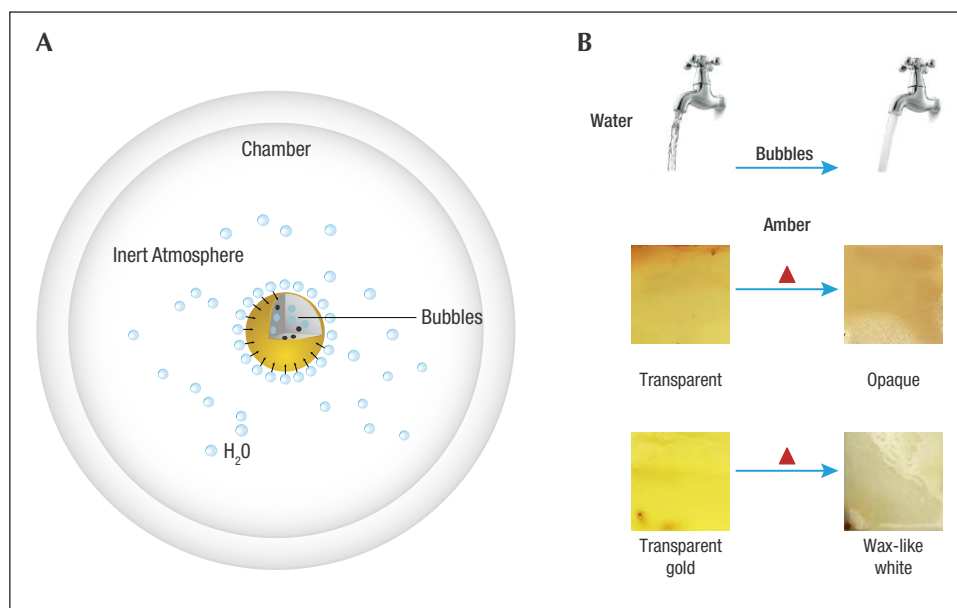 A
Chamber
Inert Atmosphere
Bubbles
H₂O
B
Water
Bubbles
Amber
Transparent
Opaque
Transparent
gold
Wax-like
white